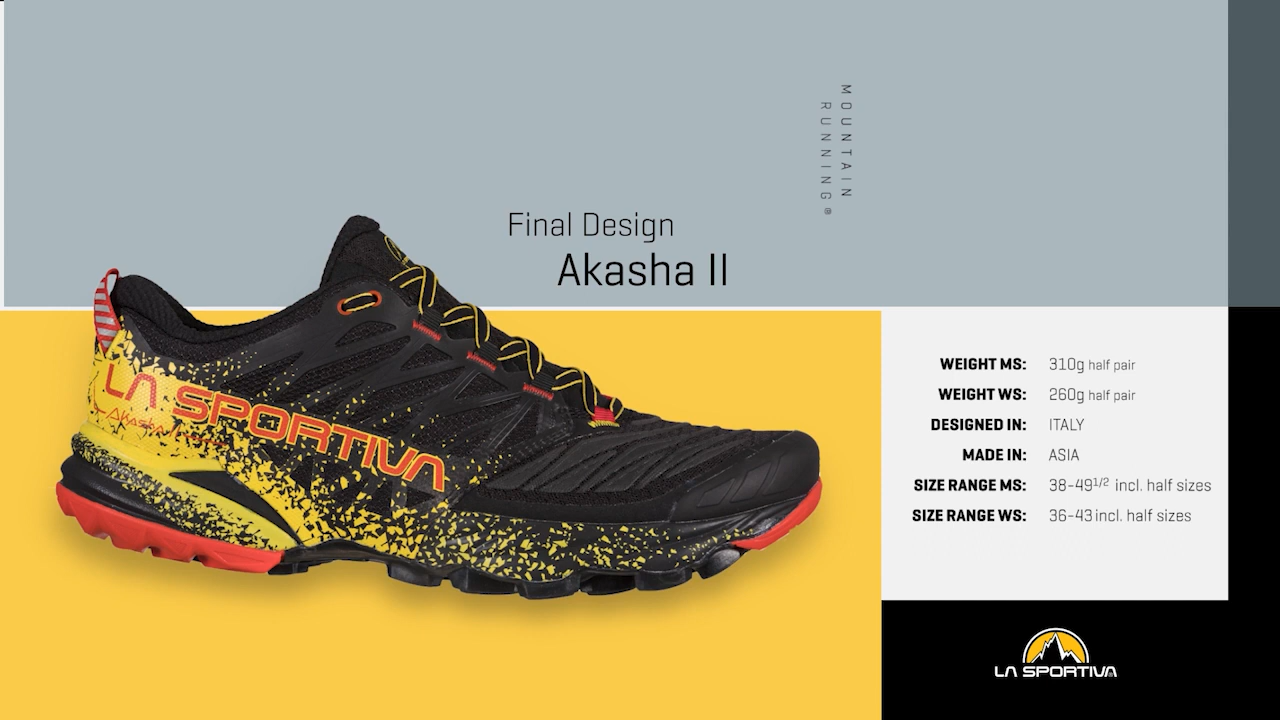 MOUNTAIN
RUNNING®
Final Design
Akasha II
LA SPORTIVA
Akasha II
WEIGHT MS: 310g half pair
WEIGHT WS: 260g half pair
DESIGNED IN: ITALY
MADE IN: ASIA
SIZE RANGE MS: 38-49 1/2 incl. half sizes
SIZE RANGE WS: 36-43 incl. half sizes
LA SPORTIVA®